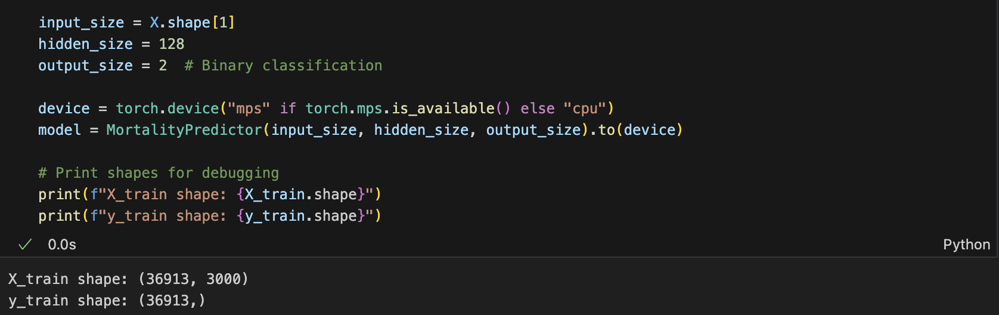 input_size = X.shape[1]
hidden_size = 128
output_size = 2  # Binary classification
device = torch.device("mps" if torch.mps.is_available() else "cpu")
model = MortalityPredictor(input_size, hidden_size, output_size).to(device)
# Print shapes for debugging
print(f"X_train shape: {X_train.shape}")
print(f"y_train shape: {y_train.shape}")
✓ 0.0s
Python
X_train shape: (36913, 3000)
y_train shape: (36913,)